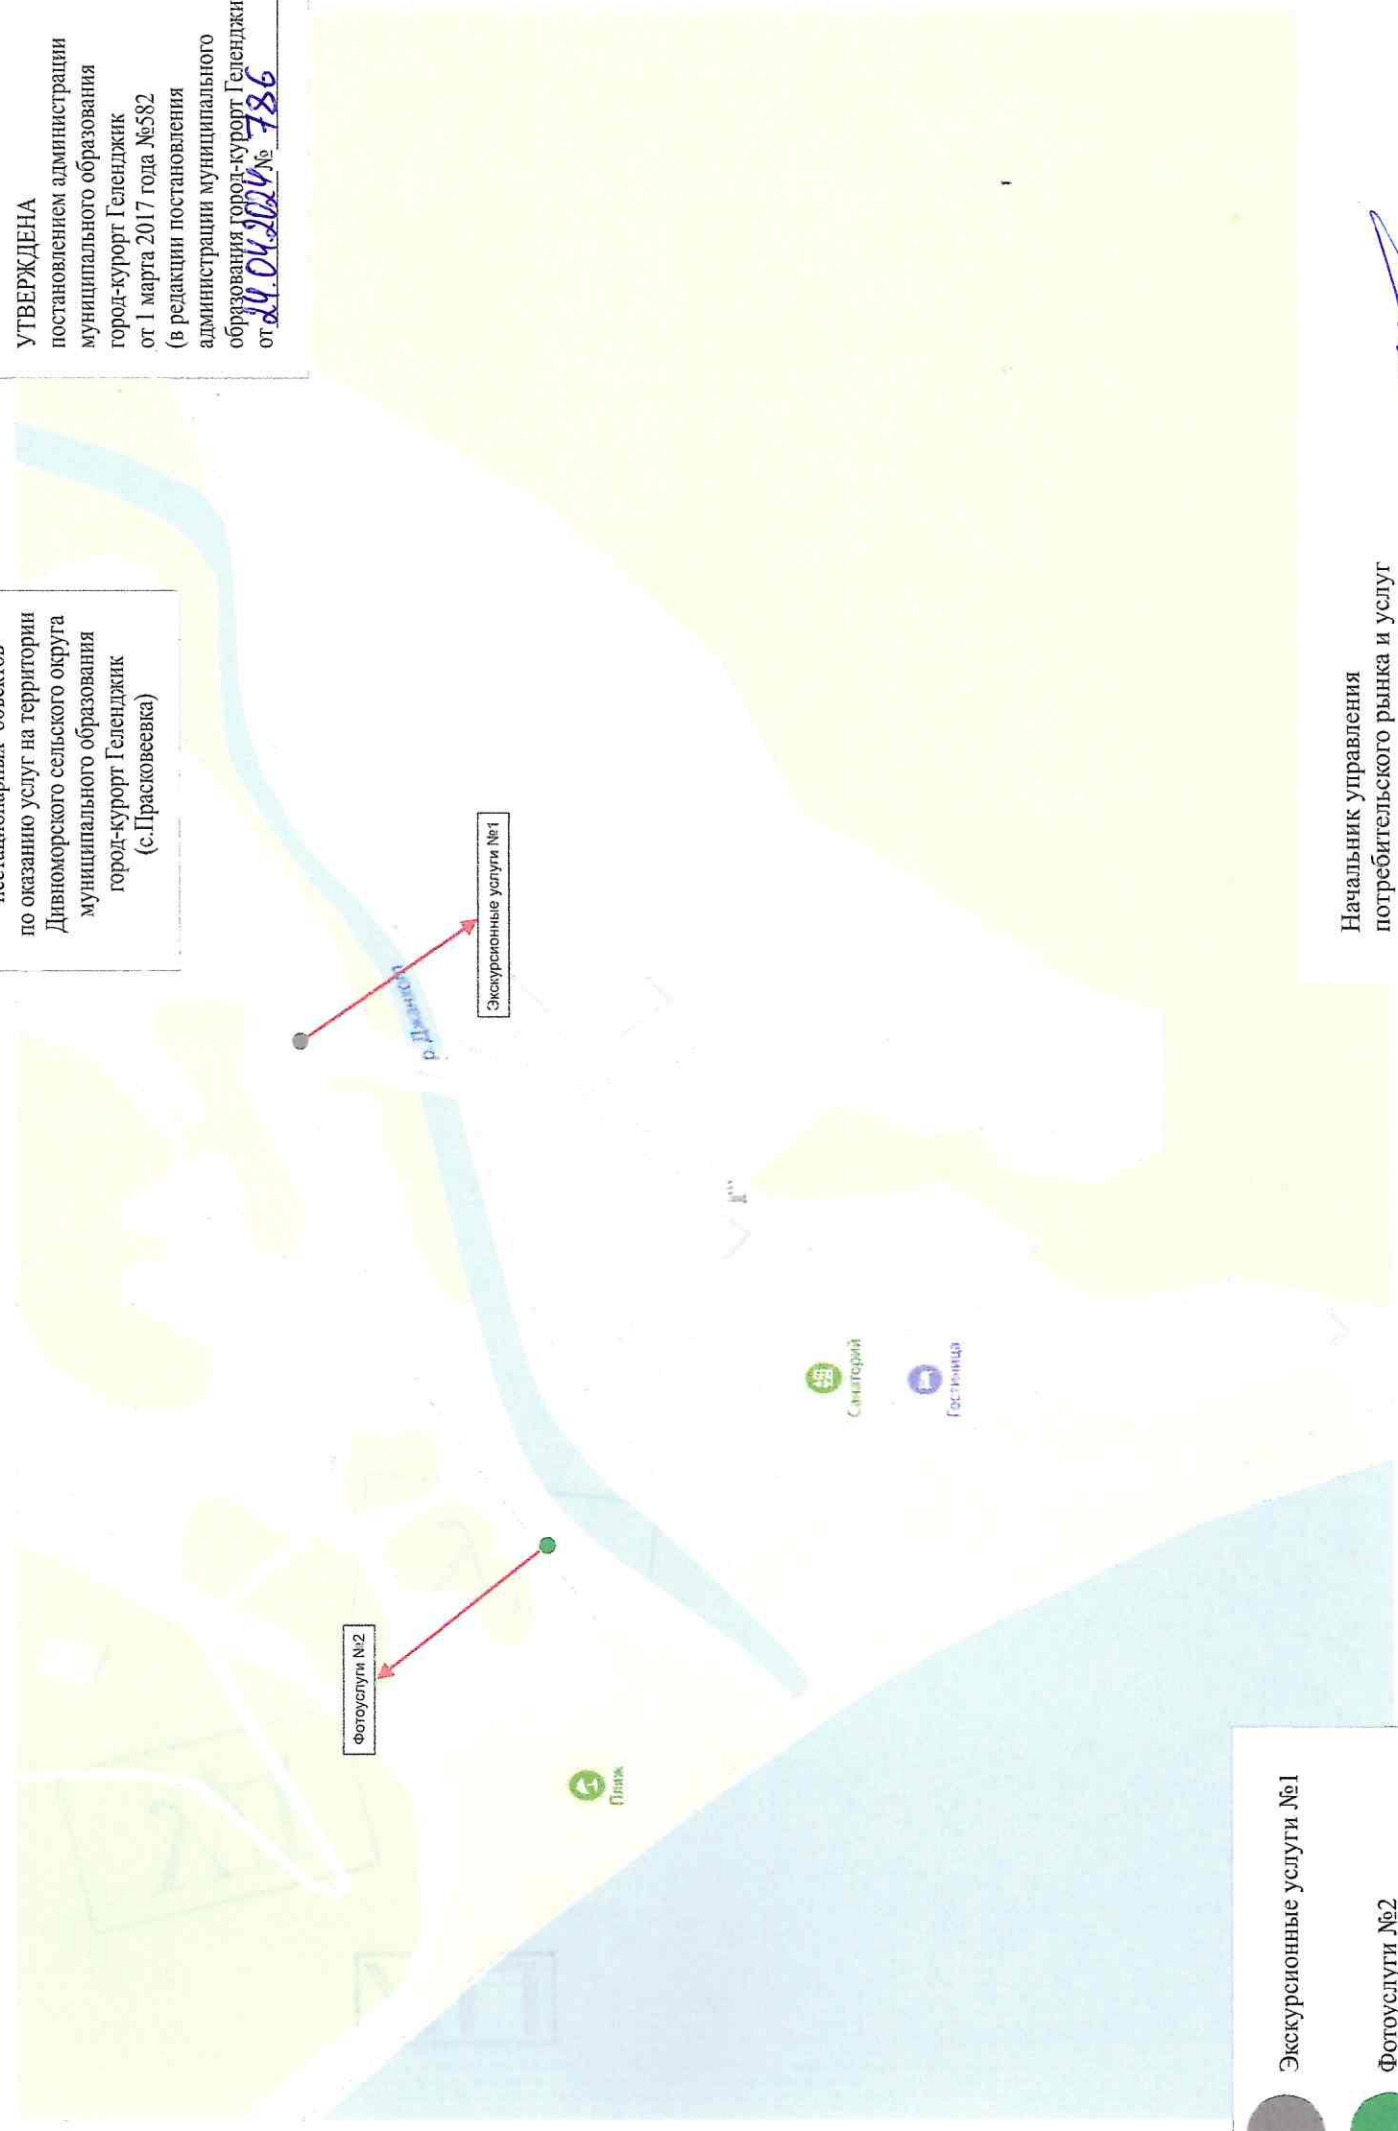 УТВЕРЖДЕНА
постановлением администрации
муниципального образования
город-курорт Геленджик
от 1 марта 2017 года №582
(в редакции постановления
администрации муниципального
образования город-курорт Геленджи
от 24.04.2024 № 786
по оказанию услуг на территории
Дивноморского сельского округа
муниципального образования
город-курорт Геленджик
(с.Прасковеевка)
р. Джанхот
Экскурсионные услуги №1
Фотоуслуги №2
Пляж
Санаторий
Гостиница
Экскурсионные услуги №1
Фотоуслуги №2
Начальник управления
потребительского рынка и услуг